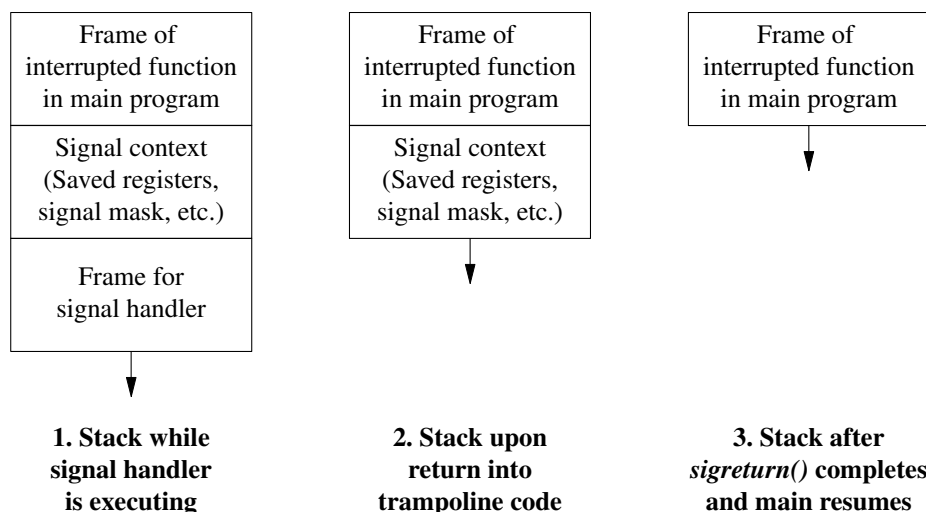 Frame of
interrupted function
in main program
Signal context
(Saved registers,
signal mask, etc.)
Frame for
signal handler
1. Stack while
signal handler
is executing
Frame of
interrupted function
in main program
Signal context
(Saved registers,
signal mask, etc.)
2. Stack upon
return into
trampoline code
Frame of
interrupted function
in main program
3. Stack after
sigreturn() completes
and main resumes